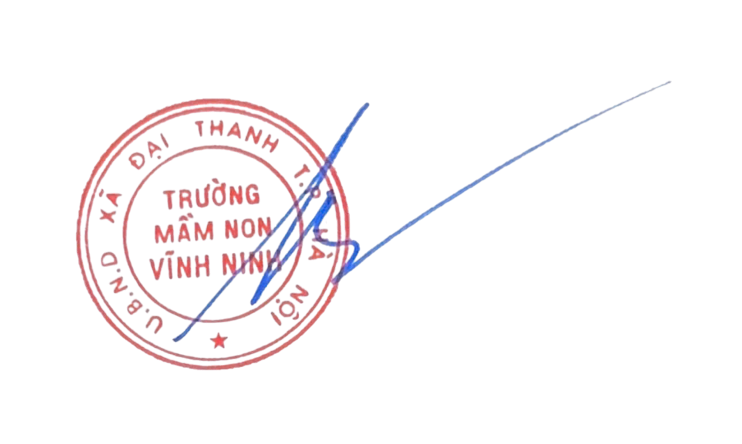 U.B.N.D XÃ ĐẠI THANH T.P HÀ NỘI
TRƯỜNG
MẦM NON
VĨNH NINH